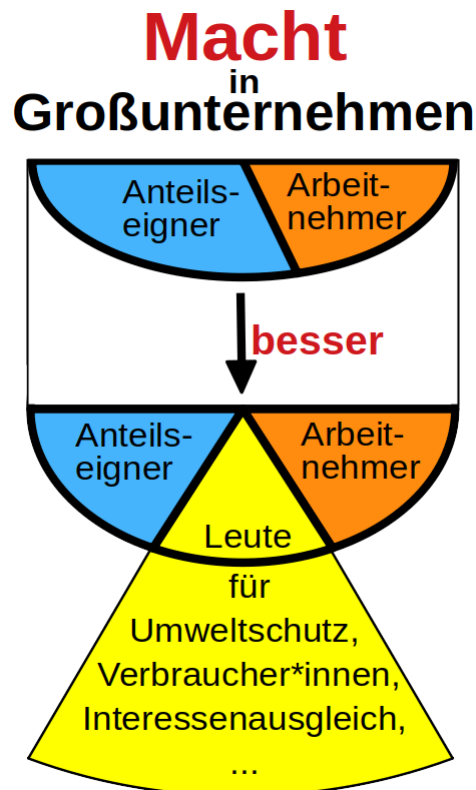 Macht
in
Großunternehmen
Anteils-
eigner
Arbeit-
nehmer
besser
Anteils-
eigner
Arbeit-
nehmer
Leute
für
Umweltschutz,
Verbraucher*innen,
Interessenausgleich,
...